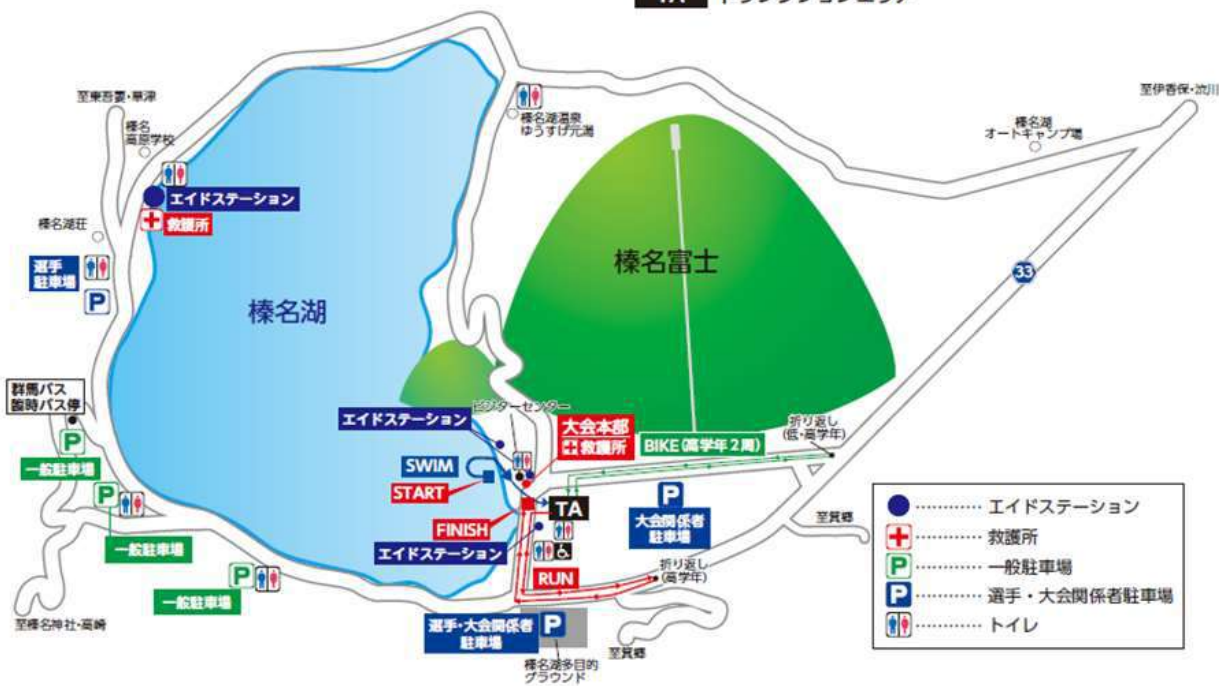 TA トランジションエリア
至東吾妻・草津
榛名
高原学校
榛名湖温泉
ゆうすげ元湯
至伊香保・渋川
榛名湖
オートキャンプ場
エイドステーション
救護所
榛名湖荘
選手
駐車場
P
榛名湖
榛名富士
33
群馬バス
臨時バス停
P
一般駐車場
P
一般駐車場
P
一般駐車場
至榛名神社・高崎
ビジターセンター
エイドステーション
大会本部
救護所
SWIM
START
FINISH
TA
エイドステーション
RUN
BIKE(高学年2周)
折り返し
(低・高学年)
P
大会関係者
駐車場
至箕郷
折り返し
(高学年)
選手・大会関係者
駐車場
P
榛名湖多目的
グラウンド
至箕郷
………… エイドステーション
………… 救護所
P ………… 一般駐車場
P ………… 選手・大会関係者駐車場
………… トイレ